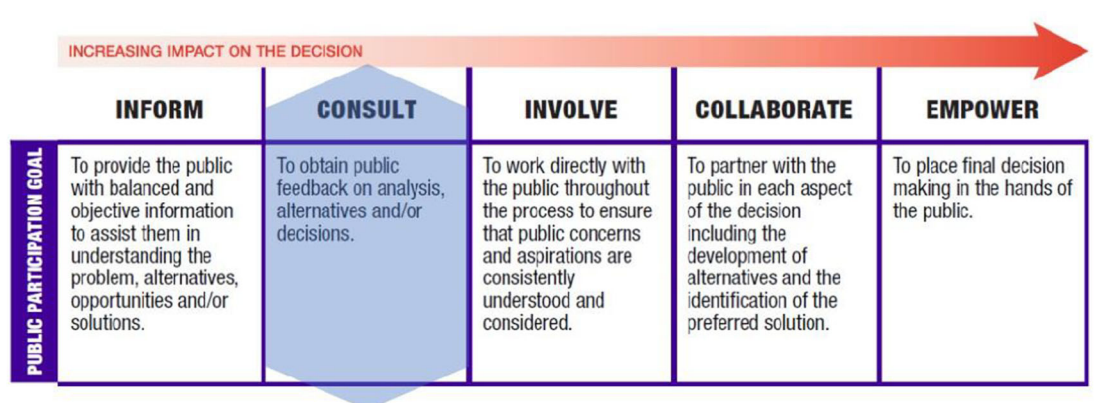 INCREASING IMPACT ON THE DECISION
INFORM
CONSULT
INVOLVE
COLLABORATE
EMPOWER
PUBLIC PARTICIPATION GOAL
To provide the public
with balanced and
objective information
to assist them in
understanding the
problem, alternatives,
opportunities and/or
solutions.
To obtain public
feedback on analysis,
alternatives and/or
decisions.
To work directly with
the public throughout
the process to ensure
that public concerns
and aspirations are
consistently
understood and
considered.
To partner with the
public in each aspect
of the decision
including the
development of
alternatives and the
identification of the
preferred solution.
To place final decision
making in the hands of
the public.